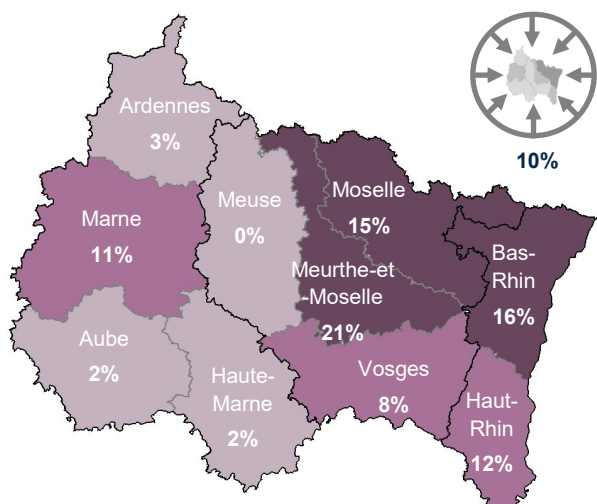 Ardennes
3%
10%
Meuse
0%
Moselle
15%
Marne
11%
Meurthe-et
-Moselle
21%
Bas-
Rhin
16%
Aube
2%
Haute-
Marne
2%
Vosges
8%
Haut-
Rhin
12%